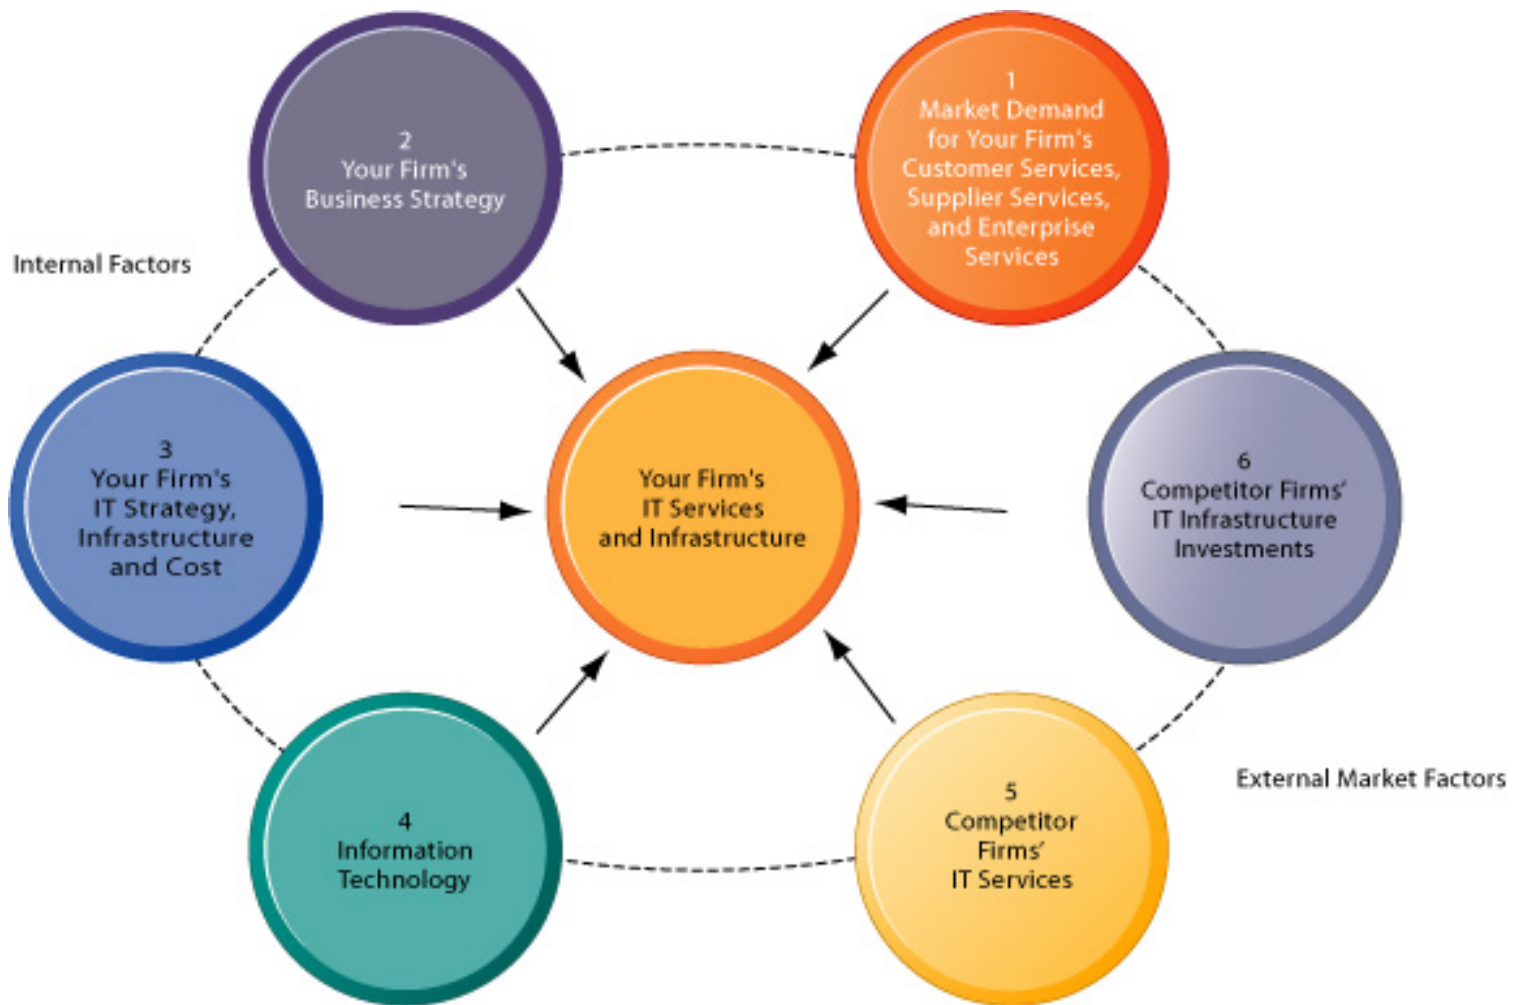 1
Market Demand
for Your Firm's
Customer Services,
Supplier Services,
and Enterprise
Services
2
Your Firm's
Business Strategy
Internal Factors
3
Your Firm's
IT Strategy,
Infrastructure
and Cost
Your Firm's
IT Services
and Infrastructure
6
Competitor Firms’
IT Infrastructure
Investments
4
Information
Technology
5
Competitor
Firms’
IT Services
External Market Factors